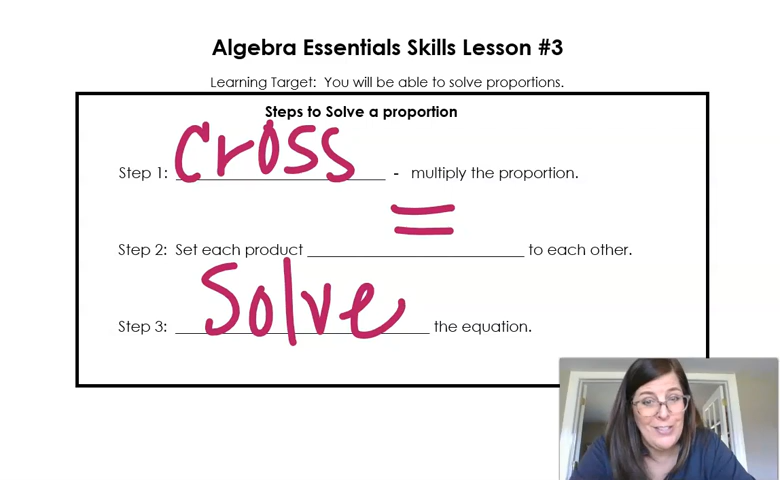 Algebra Essentials Skills Lesson #3
Learning Target: You will be able to solve proportions.
Steps to Solve a proportion
Step 1: cross - multiply the proportion.
Step 2: Set each product = to each other.
Step 3: Solve the equation.